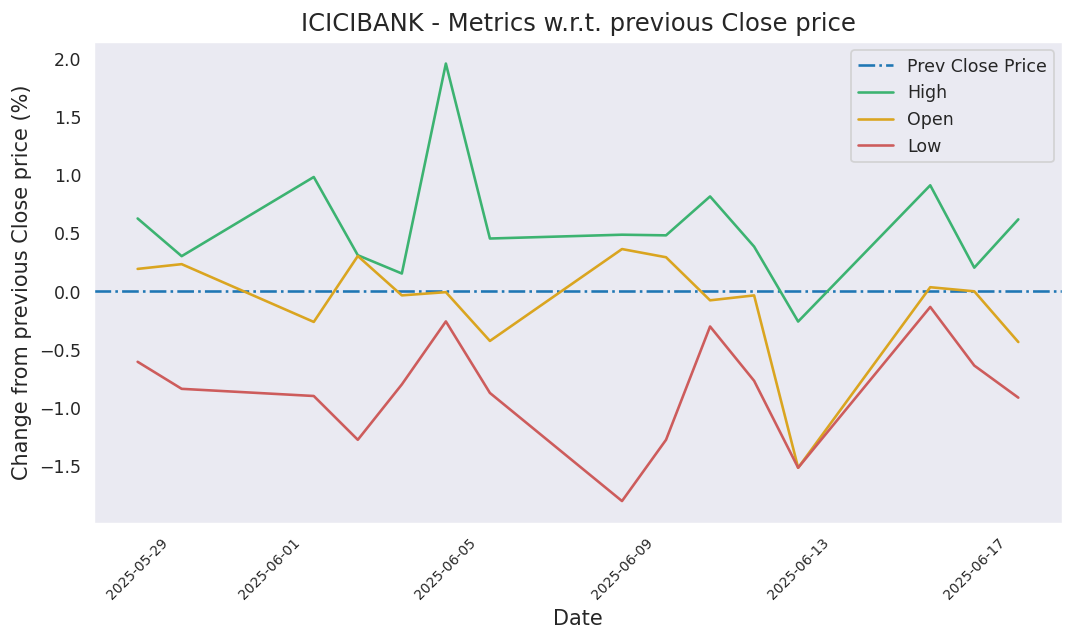 ICICIBANK - Metrics w.r.t. previous Close price
Change from previous Close price (%)
2.0
1.5
1.0
0.5
0.0
−0.5
−1.0
−1.5
Prev Close Price
High
Open
Low
2025-05-29
2025-06-01
2025-06-05
2025-06-09
2025-06-13
2025-06-17
Date